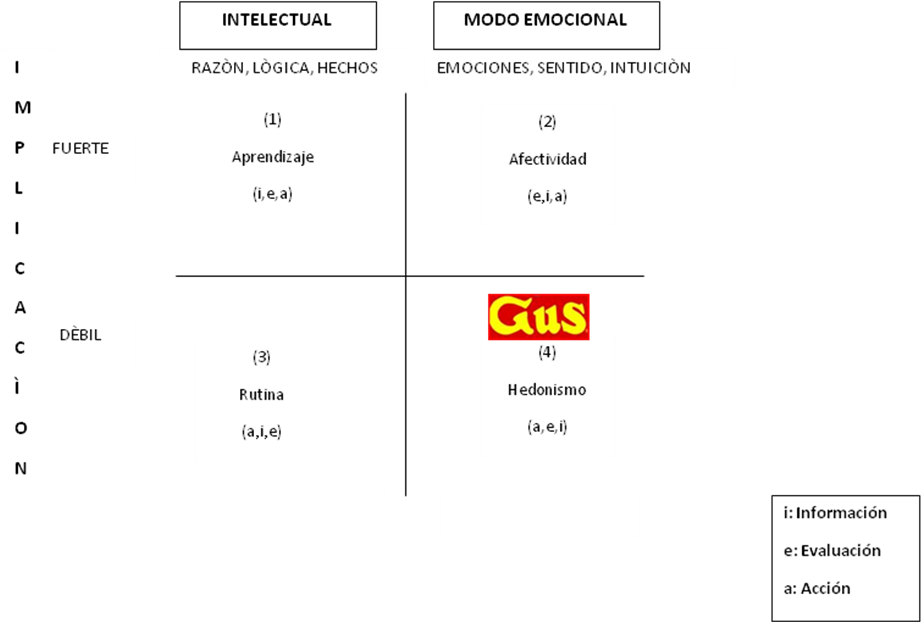 INTELECTUAL
MODO EMOCIONAL
RAZÒN, LÒGICA, HECHOS
EMOCIONES, SENTIDO, INTUICIÒN
I
M
P
L
I
C
A
C
Ì
O
N
FUERTE
(1)
Aprendizaje
(i,e,a)
(2)
Afectividad
(e,i,a)
DÈBIL
(3)
Rutina
(a,i,e)
Gus
(4)
Hedonismo
(a,e,i)
i: Información
e: Evaluación
a: Acción